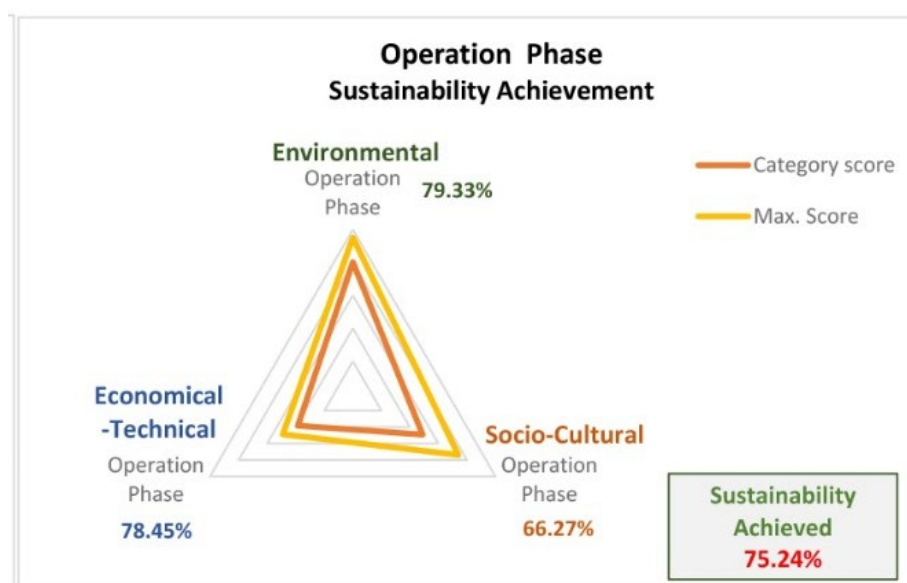 Operation Phase
Sustainability Achievement
Environmental
Operation
Phase
79.33%
Category score
Max. Score
Economical
-Technical
Operation
Phase
78.45%
Socio-Cultural
Operation
Phase
66.27%
Sustainability
Achieved
75.24%